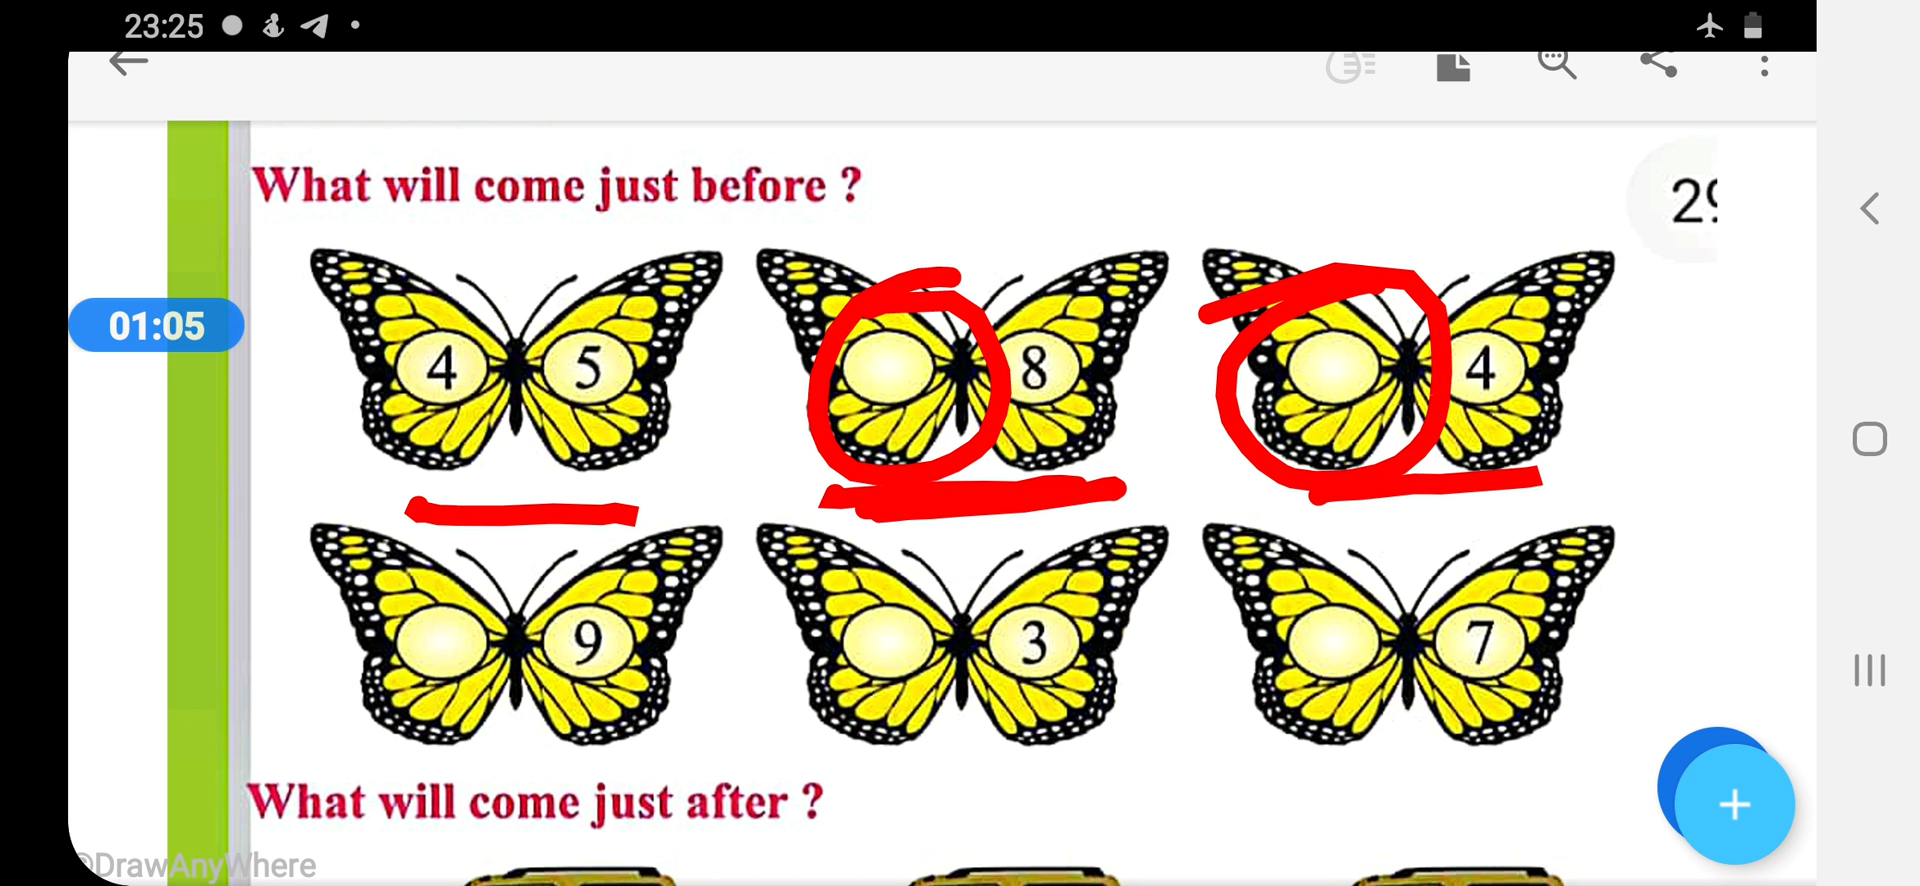 23:25
What will come just before ?
01:05
4 5 8 4
9 3 7
What will come just after ?
DrawAnyWhere